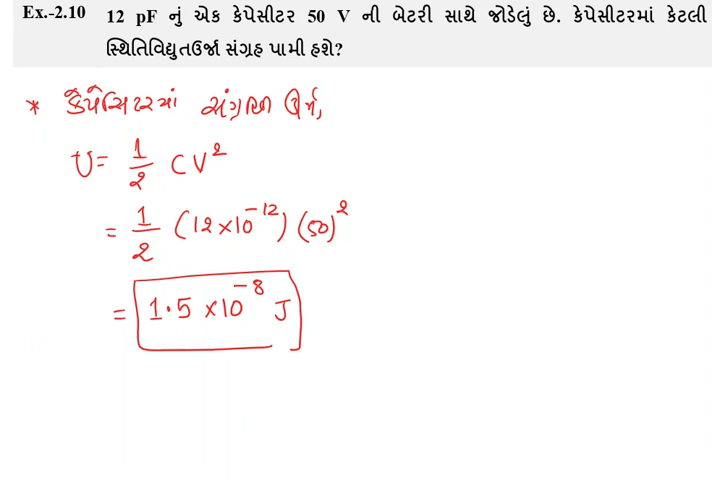 Ex.-2.10 12 pF નું એક કેપેસીટર 50 V ની બેટરી સાથે જોડેલું છે. કેપેસીટરમાં કેટલી
સ્થિતિવિદ્યુતઉર્જા સંગ્રહ પામી હશે?
* કેપેસિટરમાં સંગ્રહિત ઊર્જા,
U = 1/2 CV²
= 1/2 (12×10⁻¹²) (50)²
= 1.5 ×10⁻⁸ J